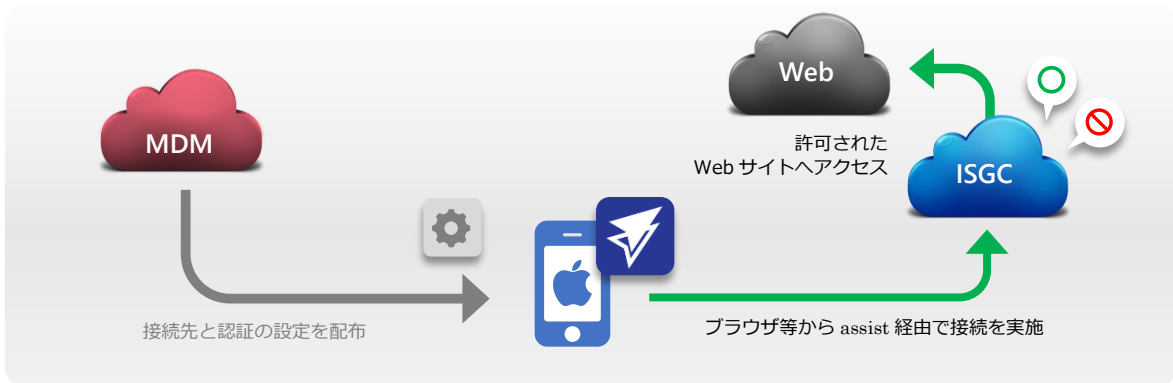 Web
MDM
許可された
Web サイトへアクセス
ISGC
接続先と認証の設定を配布
ブラウザ等から assist 経由で接続を実施